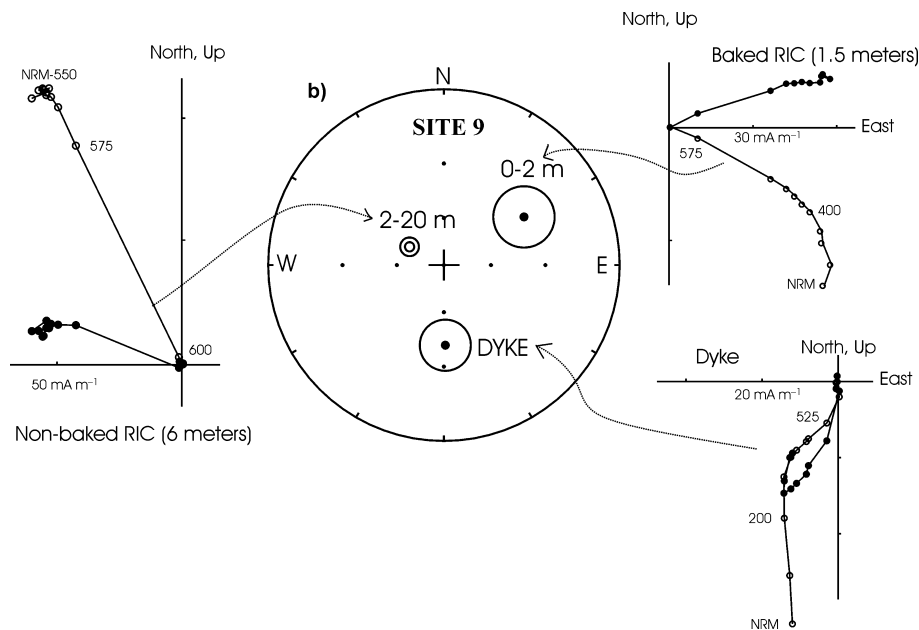 North, Up
NRM-550
575
600
50 mA m⁻¹
Non-baked RIC (6 meters)
b)
N
SITE 9
0-2 m
2-20 m
W
E
DYKE
North, Up
Baked RIC (1.5 meters)
East
30 mA m⁻¹
575
400
NRM
Dyke
North, Up
East
20 mA m⁻¹
525
200
NRM